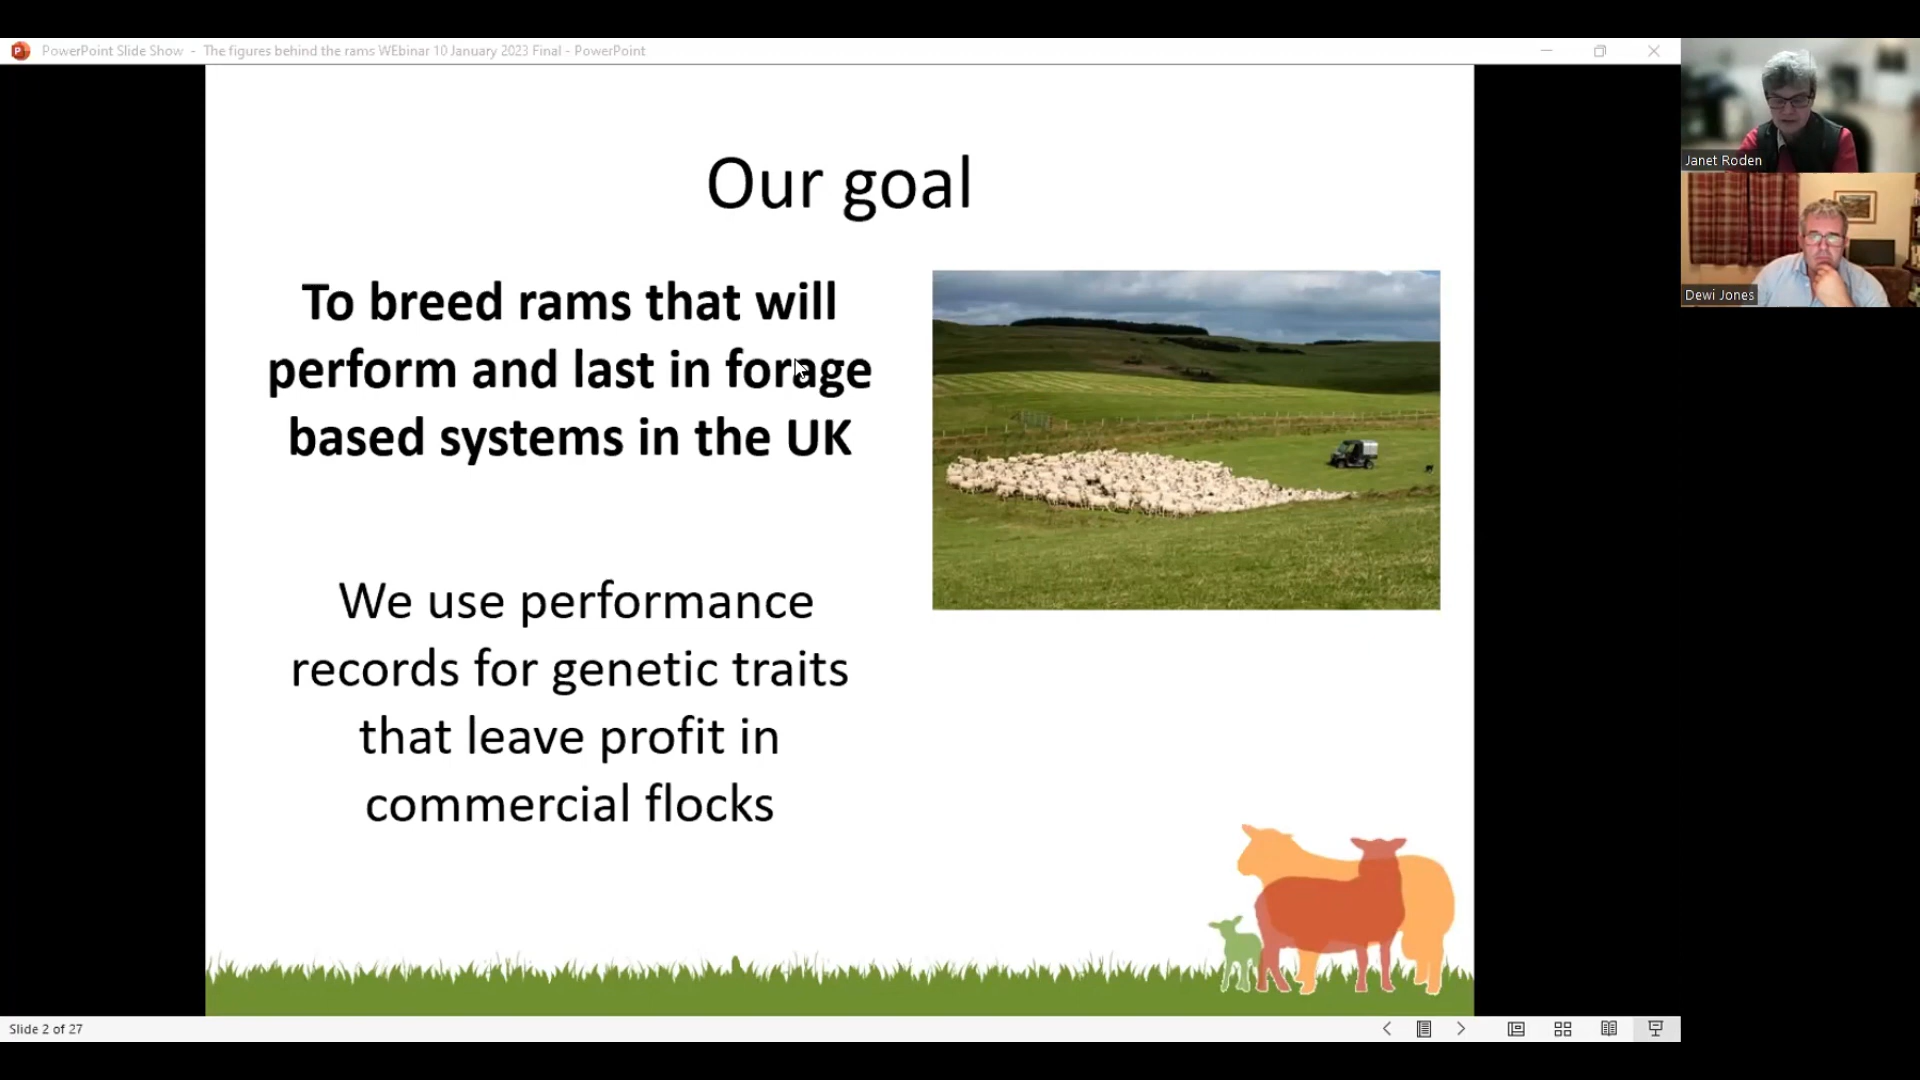 PowerPoint Slide Show - The figures behind the rams WEbinar 10 January 2023 Final - PowerPoint
Our goal
To breed rams that will
perform and last in forage
based systems in the UK
We use performance
records for genetic traits
that leave profit in
commercial flocks
Janet Roden
Dewi Jones
Slide 2 of 27